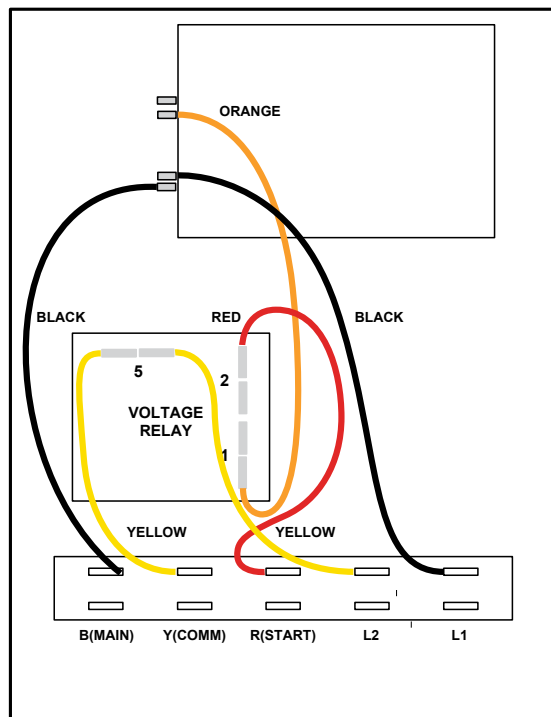 ORANGE
BLACK
RED
BLACK
5
2
VOLTAGE
RELAY
1
YELLOW
YELLOW
B(MAIN)
Y(COMM)
R(START)
L2
L1